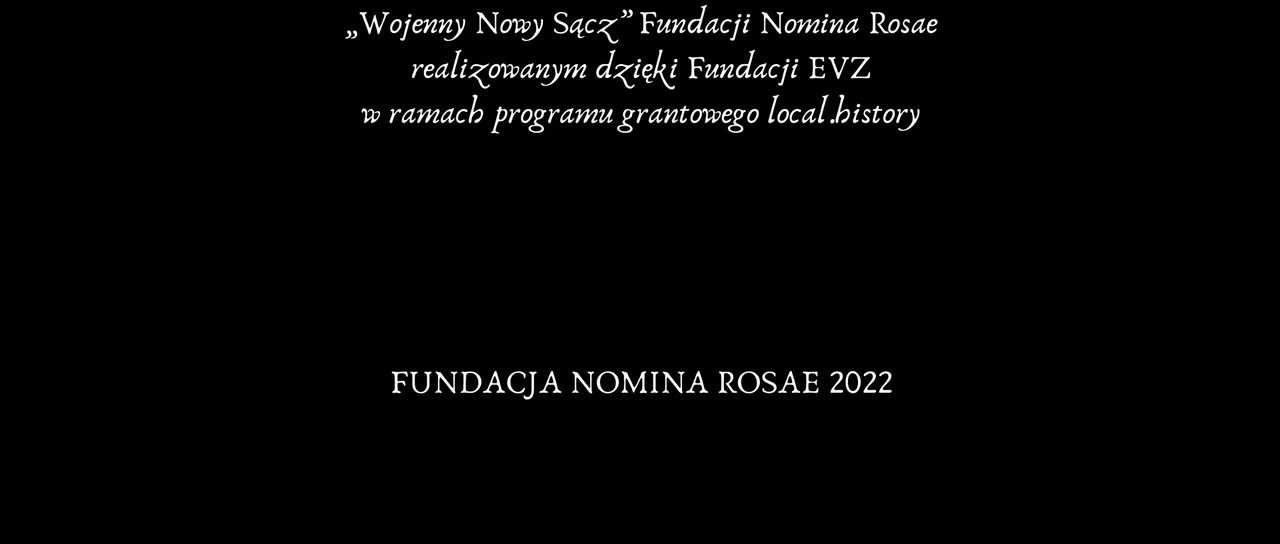 „Wojenny Nowy Sącz” Fundacji Nomina Rosae
realizowanym dzięki Fundacji EVZ
w ramach programu grantowego local.history
FUNDACJA NOMINA ROSAE 2022